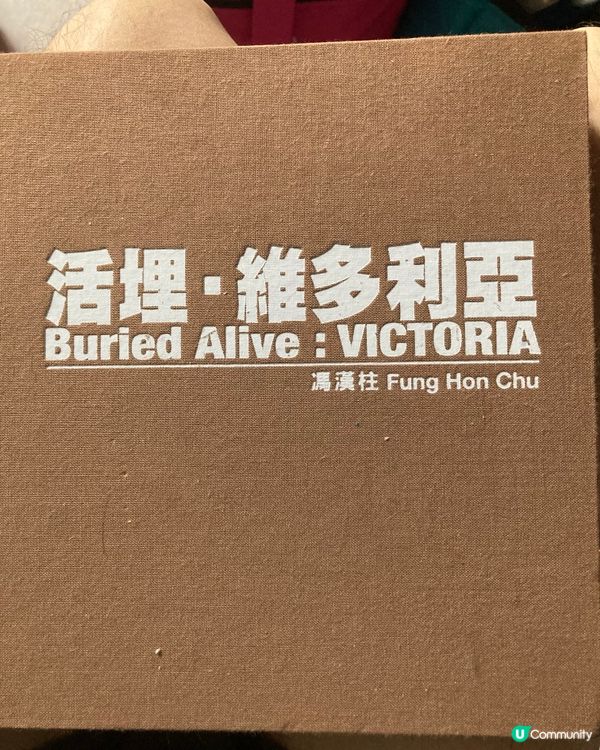 活埋·維多利亞
Buried Alive : VICTORIA
馮漢柱 Fung Hon Chu
U Community